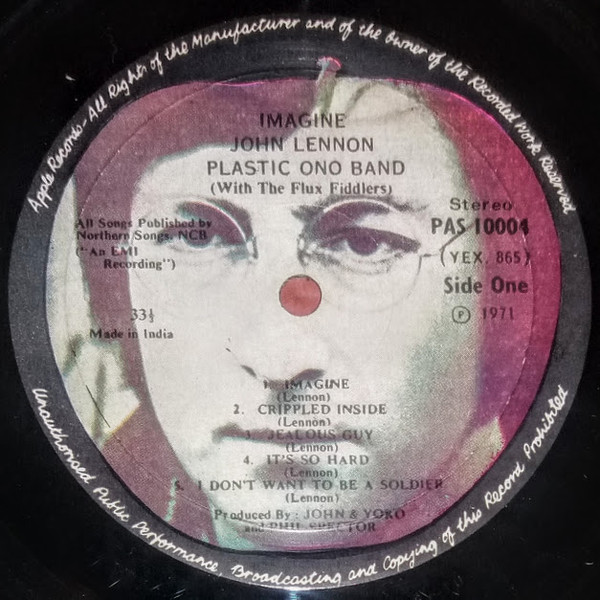 Apple Records - All Rights of the Manufacturer and of the Owner of the Recorded Work Reserved
IMAGINE
JOHN LENNON
PLASTIC ONO BAND
(With The Flux Fiddlers)
All Songs Published by
Northern Songs. NCB
("An EMI
Recording")
33⅓
Made in India
Stereo
PAS 10004
(YEX. 865)
Side One
Ⓟ 1971
1. IMAGINE
(Lennon)
2. CRIPPLED INSIDE
(Lennon)
3. JEALOUS GUY
(Lennon)
4. IT'S SO HARD
(Lennon)
5. I DON'T WANT TO BE A SOLDIER
(Lennon)
Produced By : JOHN & YOKO
and PHIL SPECTOR
Unauthorised Public Performance, Broadcasting and Copying of this Record Prohibited